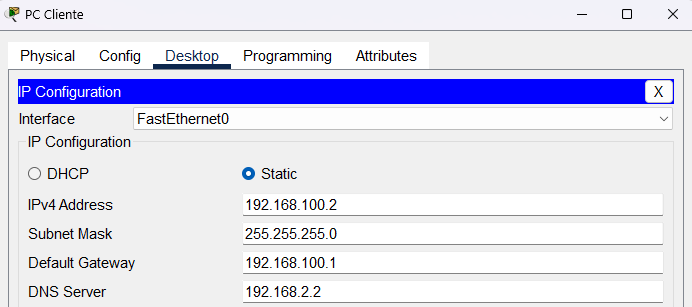 PC Cliente
Physical Config Desktop Programming Attributes
IP Configuration X
Interface FastEthernet0
IP Configuration
DHCP Static
IPv4 Address 192.168.100.2
Subnet Mask 255.255.255.0
Default Gateway 192.168.100.1
DNS Server 192.168.2.2